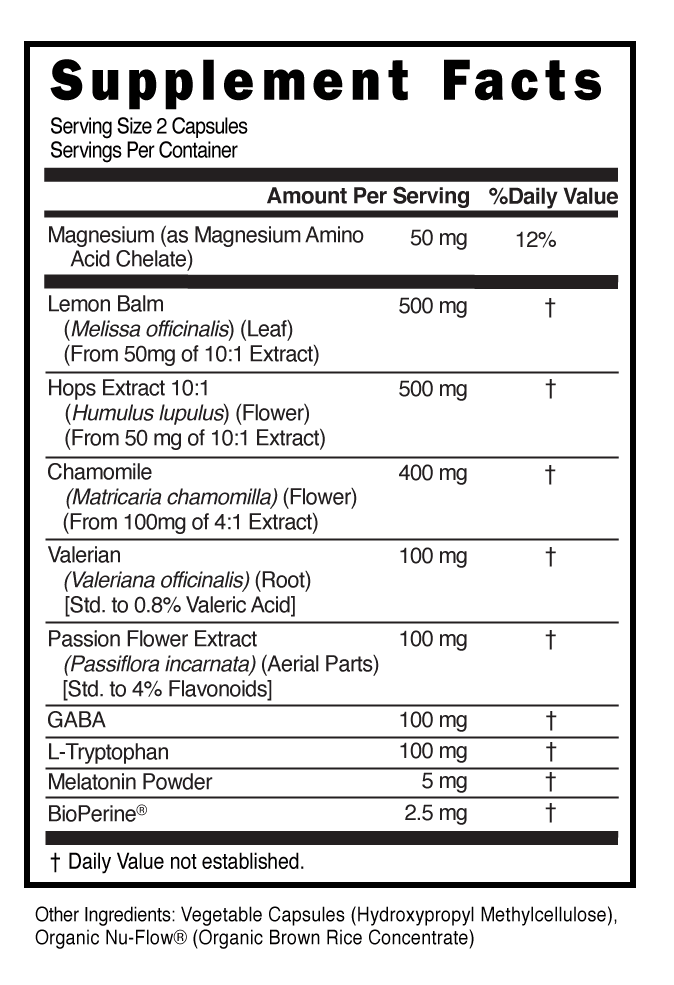 Supplement Facts
Serving Size 2 Capsules
Servings Per Container
Amount Per Serving %Daily Value
Magnesium (as Magnesium Amino 50 mg 12%
Acid Chelate)
Lemon Balm 500 mg †
(Melissa officinalis) (Leaf)
(From 50mg of 10:1 Extract)
Hops Extract 10:1 500 mg †
(Humulus lupulus) (Flower)
(From 50 mg of 10:1 Extract)
Chamomile 400 mg †
(Matricaria chamomilla) (Flower)
(From 100mg of 4:1 Extract)
Valerian 100 mg †
(Valeriana officinalis) (Root)
[Std. to 0.8% Valeric Acid]
Passion Flower Extract 100 mg †
(Passiflora incarnata) (Aerial Parts)
[Std. to 4% Flavonoids]
GABA 100 mg †
L-Tryptophan 100 mg †
Melatonin Powder 5 mg †
BioPerine® 2.5 mg †
† Daily Value not established.
Other Ingredients: Vegetable Capsules (Hydroxypropyl Methylcellulose),
Organic Nu-Flow® (Organic Brown Rice Concentrate)